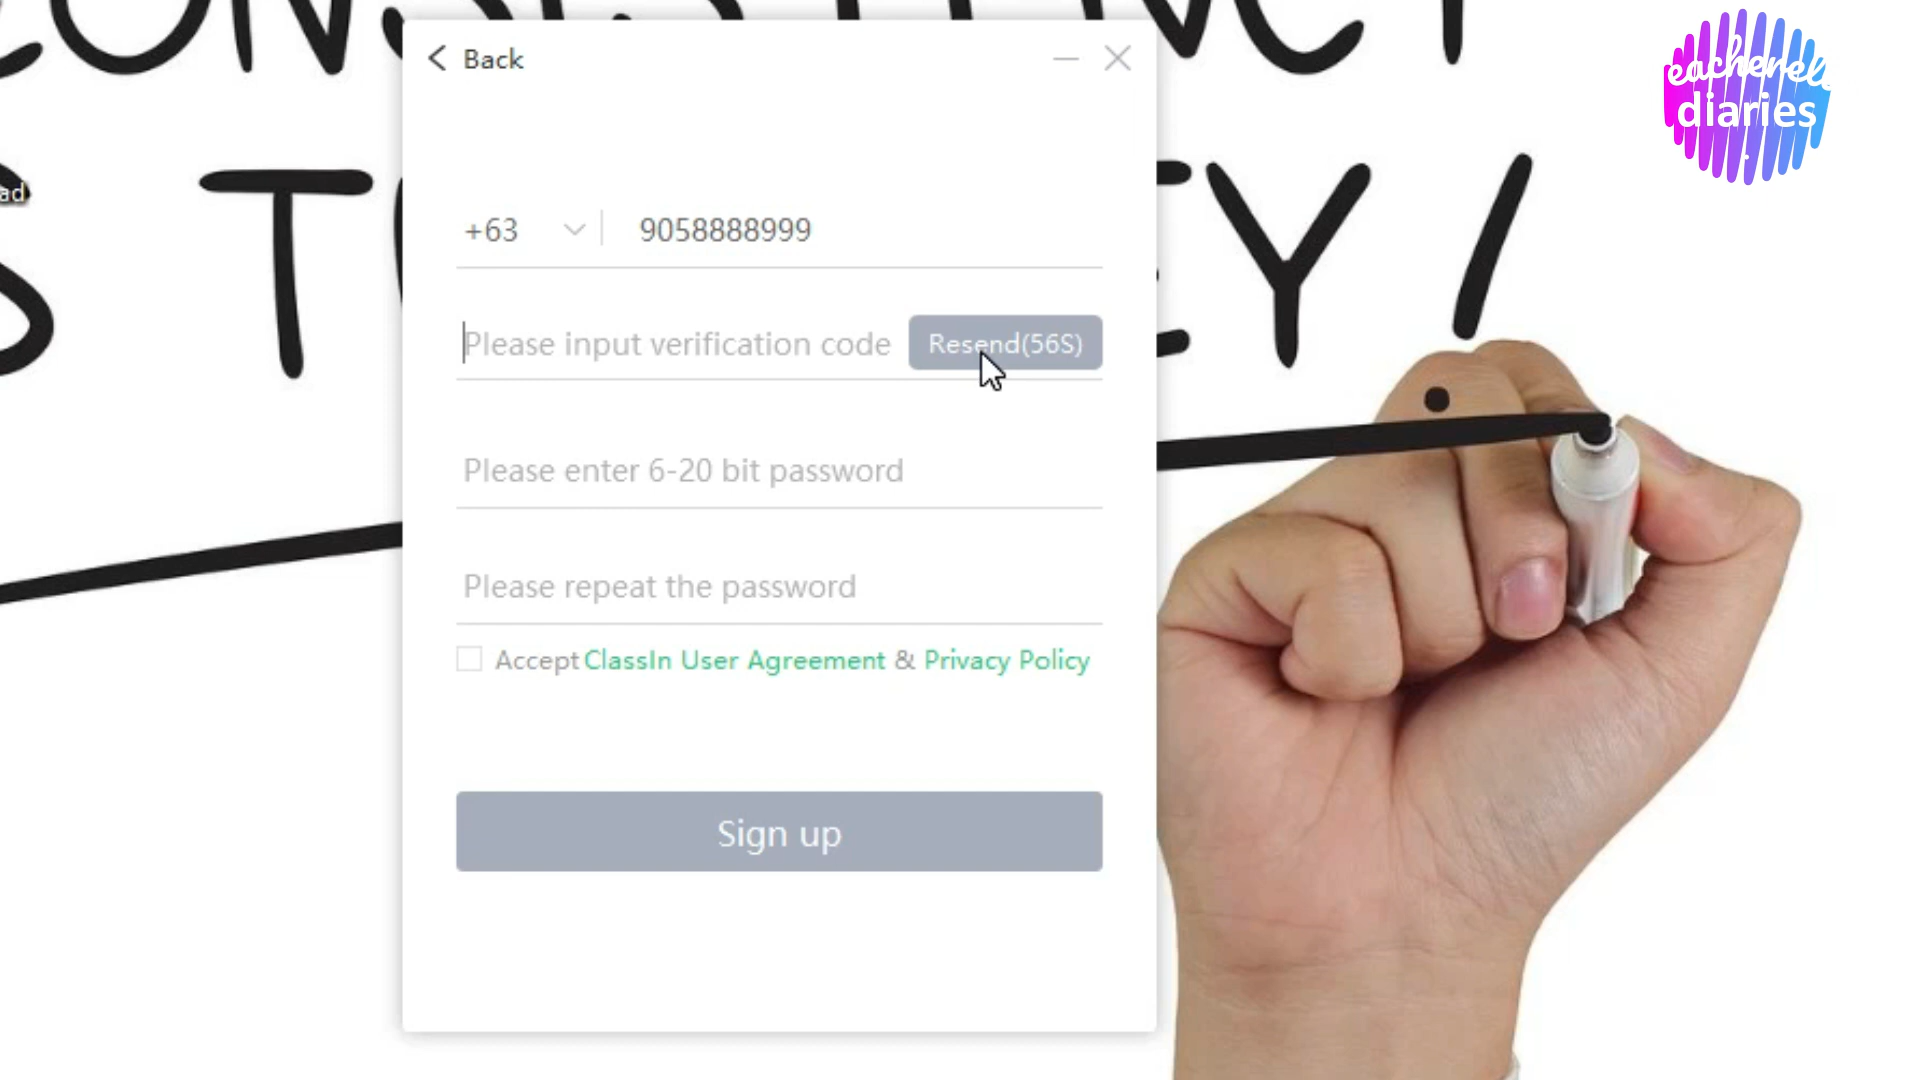 Back
diaries
ad
+63 9058888999
Please input verification code Resend(56S)
Please enter 6-20 bit password
Please repeat the password
Accept ClassIn User Agreement & Privacy Policy
Sign up